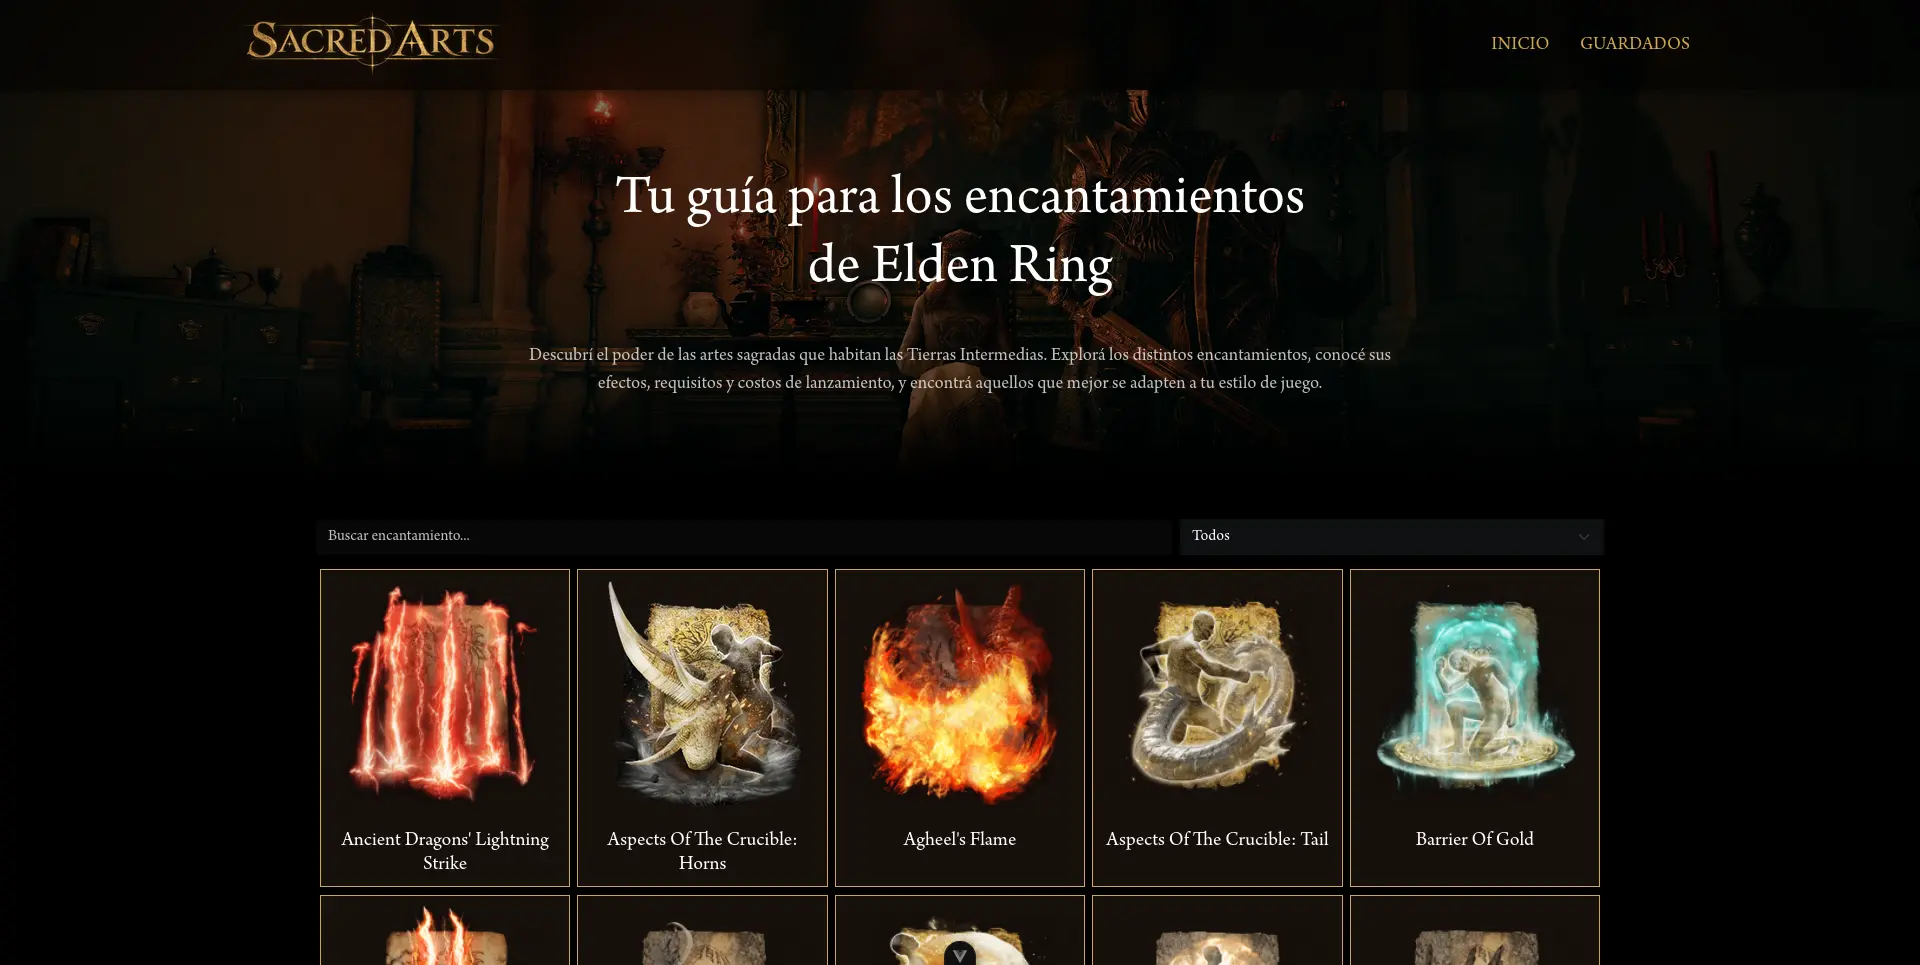 SACRED ARTS
INICIO
GUARDADOS
Tu guía para los encantamientos
de Elden Ring
Descubrí el poder de las artes sagradas que habitan las Tierras Intermedias. Explorá los distintos encantamientos, conocé sus
efectos, requisitos y costos de lanzamiento, y encontrá aquellos que mejor se adapten a tu estilo de juego.
Buscar encantamiento...
Todos
Ancient Dragons' Lightning
Strike
Aspects Of The Crucible:
Horns
Agheel's Flame
Aspects Of The Crucible: Tail
Barrier Of Gold